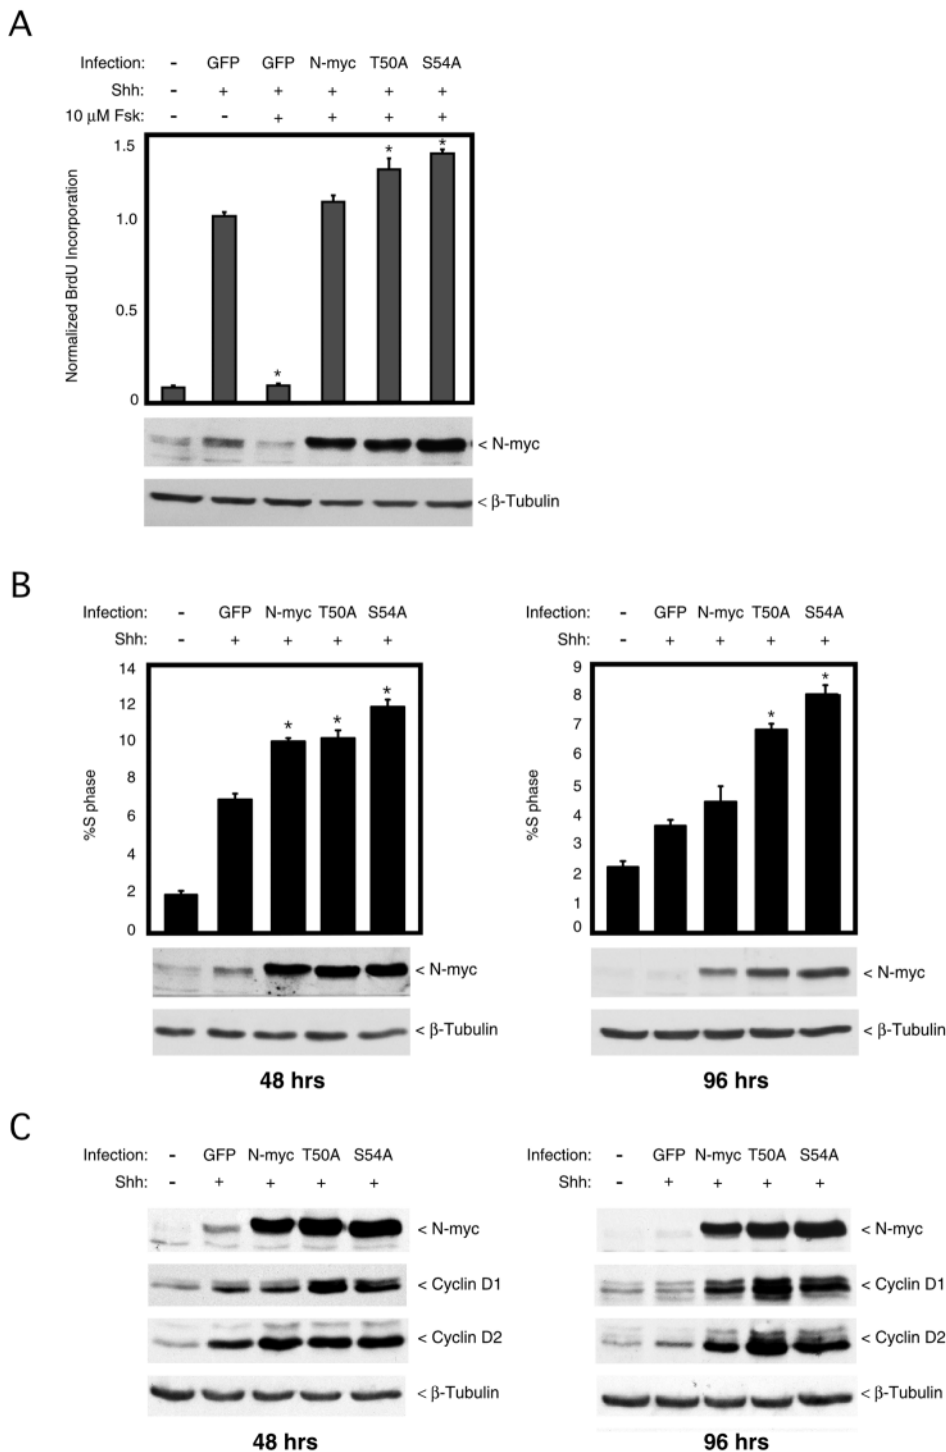 A
Infection: - GFP GFP N-myc T50A S54A
Shh: - + + + + +
10 μM Fsk: - - + + + +
1.5
1.0
0.5
0
Normalized BrdU Incorporation
* * *
< N-myc
< β-Tubulin
B
Infection: - GFP N-myc T50A S54A
Shh: - + + + +
14
12
10
8
6
4
2
0
%S phase
* * *
< N-myc
< β-Tubulin
48 hrs
Infection: - GFP N-myc T50A S54A
Shh: - + + + +
9
8
7
6
5
4
3
2
1
0
%S phase
* *
< N-myc
< β-Tubulin
96 hrs
C
Infection: - GFP N-myc T50A S54A
Shh: - + + + +
< N-myc
< Cyclin D1
< Cyclin D2
< β-Tubulin
48 hrs
Infection: - GFP N-myc T50A S54A
Shh: - + + + +
< N-myc
< Cyclin D1
< Cyclin D2
< β-Tubulin
96 hrs